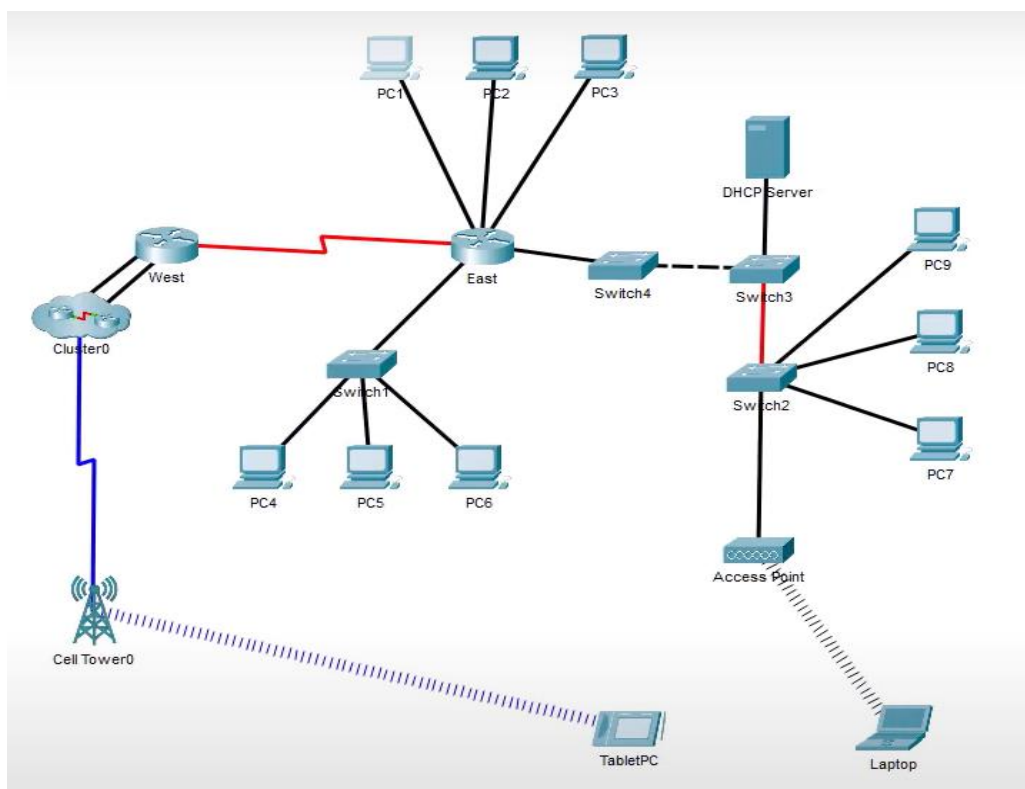 PC1
PC2
PC3
DHCP Server
West
East
Switch4
Switch3
PC9
Cluster0
Switch1
Switch2
PC8
PC4
PC5
PC6
PC7
Access Point
Cell Tower0
TabletPC
Laptop